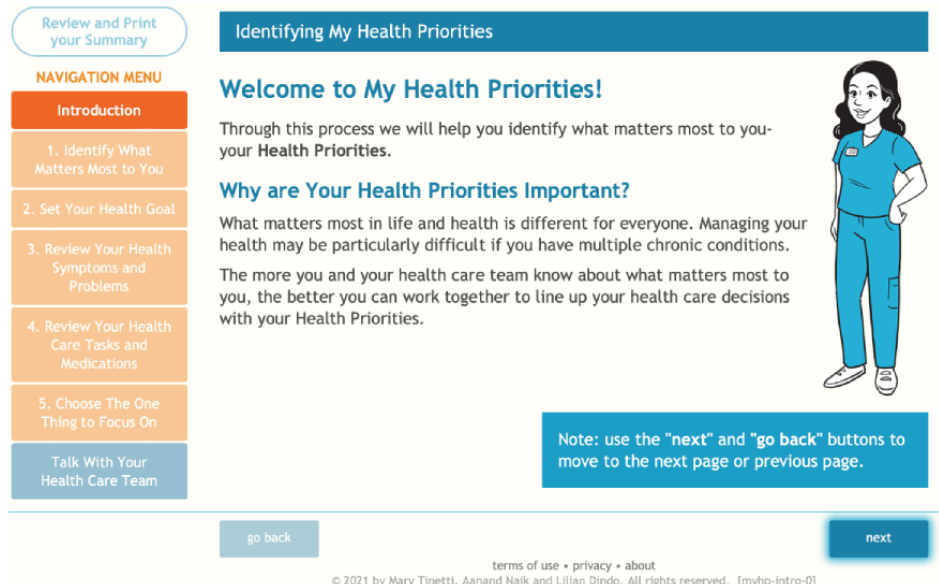 Review and Print
your Summary
NAVIGATION MENU
Introduction
1. Identify What
Matters Most to You
2. Set Your Health Goal
3. Review Your Health
Symptoms and
Problems
4. Review Your Health
Care Tasks and
Medications
5. Choose The One
Thing to Focus On
Talk With Your
Health Care Team
Identifying My Health Priorities
Welcome to My Health Priorities!
Through this process we will help you identify what matters most to you-
your Health Priorities.
Why are Your Health Priorities Important?
What matters most in life and health is different for everyone. Managing your
health may be particularly difficult if you have multiple chronic conditions.
The more you and your health care team know about what matters most to
you, the better you can work together to line up your health care decisions
with your Health Priorities.
Note: use the "next" and "go back" buttons to
move to the next page or previous page.
go back
next
terms of use • privacy • about
© 2021 by Mary Tinetti, Aanand Naik and Lilian Dindo. All rights reserved. [myhp-intro-0]